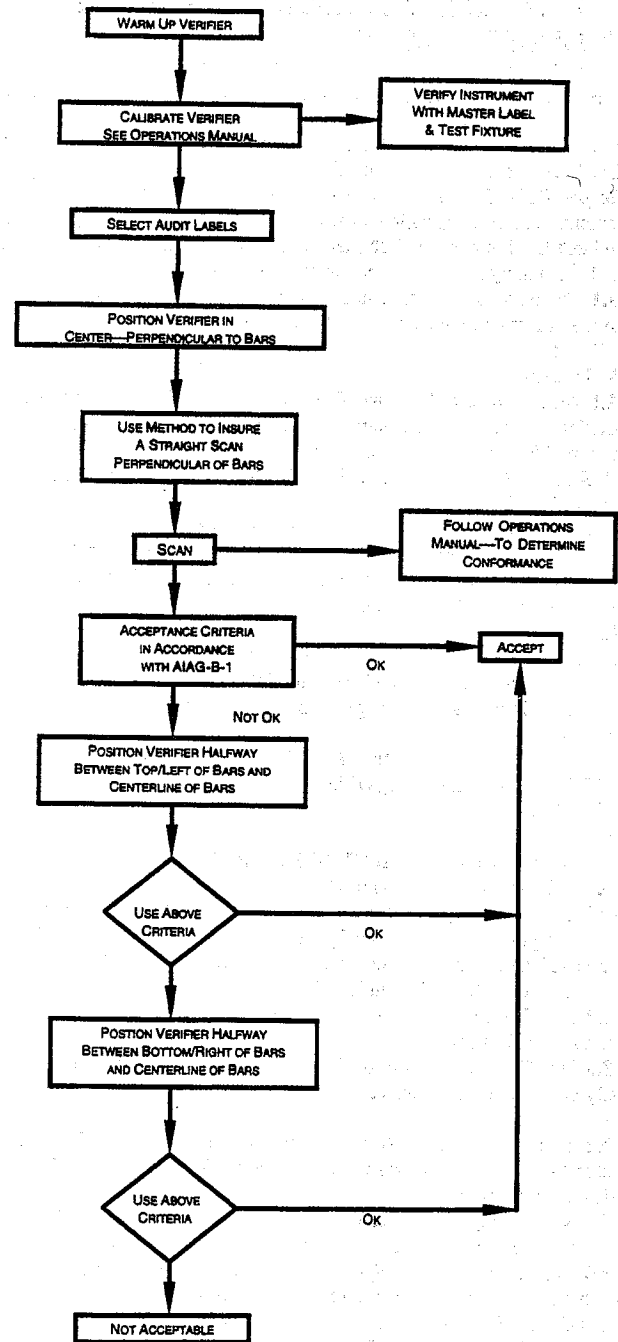 WARM UP VERIFIER
CALIBRATE VERIFIER
SEE OPERATIONS MANUAL
VERIFY INSTRUMENT
WITH MASTER LABEL
& TEST FIXTURE
SELECT AUDIT LABELS
POSITION VERIFIER IN
CENTER—PERPENDICULAR TO BARS
USE METHOD TO INSURE
A STRAIGHT SCAN
PERPENDICULAR OF BARS
SCAN
FOLLOW OPERATIONS
MANUAL—TO DETERMINE
CONFORMANCE
ACCEPTANCE CRITERIA
IN ACCORDANCE
WITH AIAG-B-1
OK
ACCEPT
NOT OK
POSITION VERIFIER HALFWAY
BETWEEN TOP/LEFT OF BARS AND
CENTERLINE OF BARS
USE ABOVE
CRITERIA
OK
POSTION VERIFIER HALFWAY
BETWEEN BOTTOM/RIGHT OF BARS
AND CENTERLINE OF BARS
USE ABOVE
CRITERIA
OK
NOT ACCEPTABLE